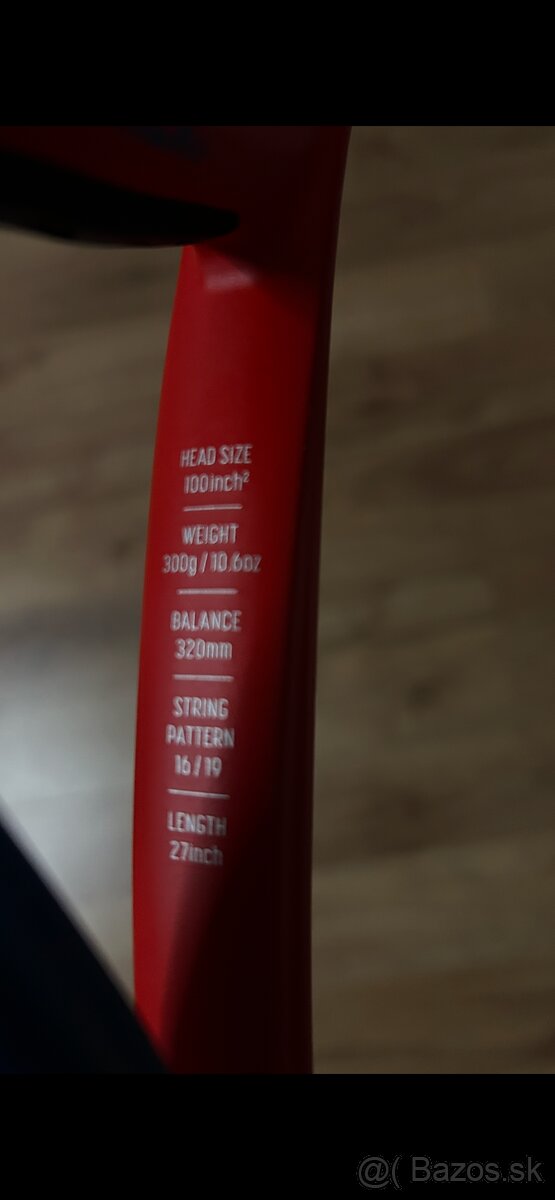 HEAD SIZE
100inch²
WEIGHT
300g / 10.6oz
BALANCE
320mm
STRING
PATTERN
16 / 19
LENGTH
27inch
@( Bazos.sk